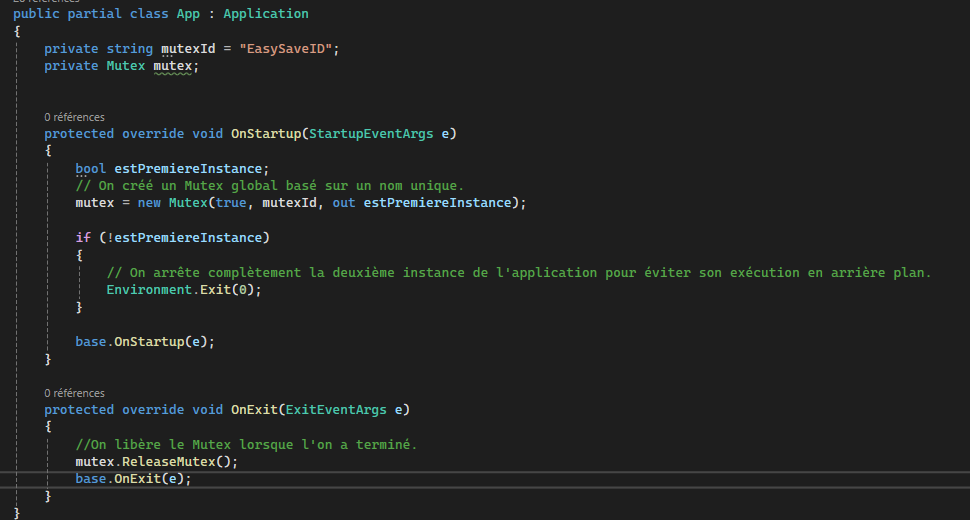 public partial class App : Application
{
private string mutexId = "EasySaveID";
private Mutex mutex;
0 références
protected override void OnStartup(StartupEventArgs e)
{
bool estPremiereInstance;
// On créé un Mutex global basé sur un nom unique.
mutex = new Mutex(true, mutexId, out estPremiereInstance);
if (!estPremiereInstance)
{
// On arrête complètement la deuxième instance de l'application pour éviter son exécution en arrière plan.
Environment.Exit(0);
}
base.OnStartup(e);
}
0 références
protected override void OnExit(ExitEventArgs e)
{
//On libère le Mutex lorsque l'on a terminé.
mutex.ReleaseMutex();
base.OnExit(e);
}
}